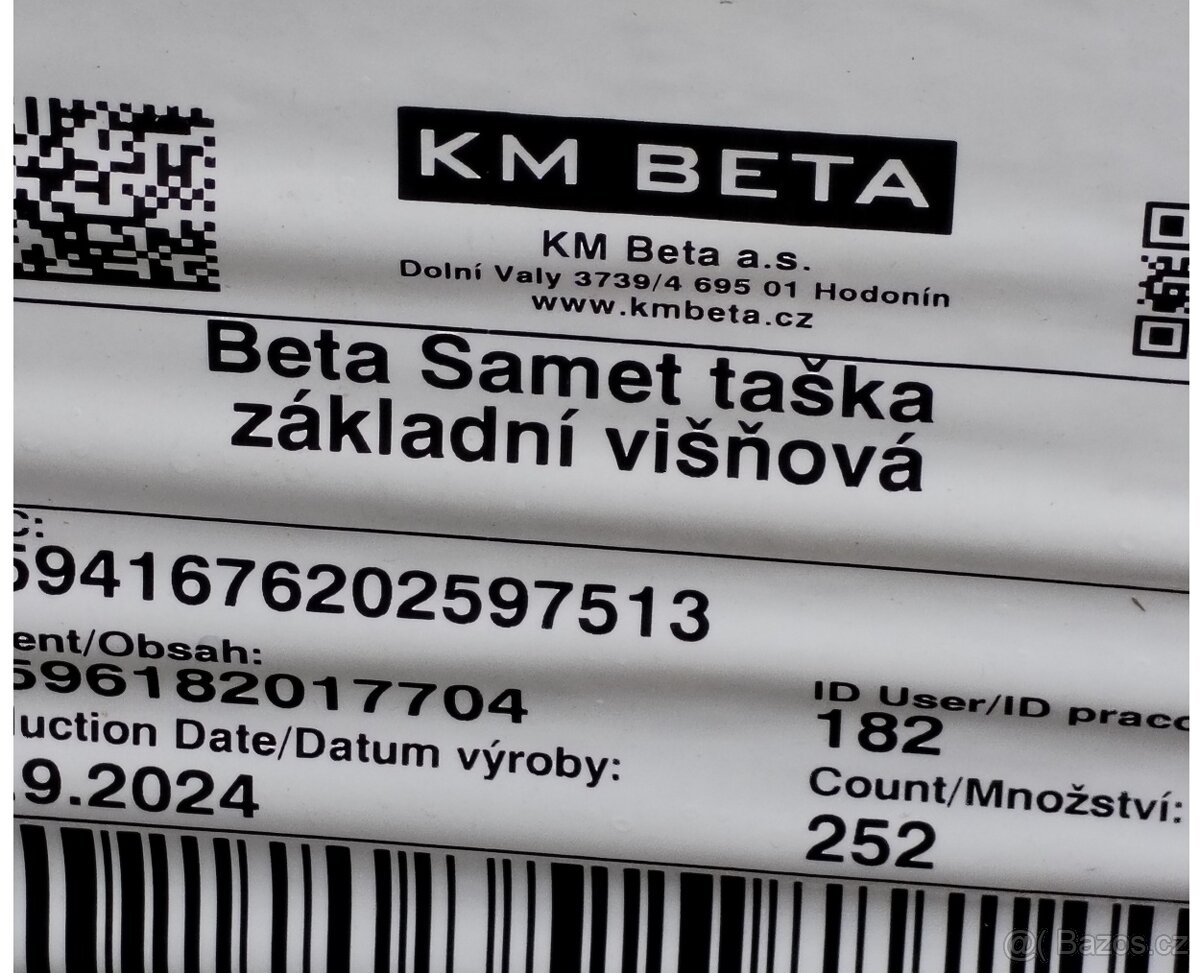 KM BETA
KM Beta a.s.
Dolní Valy 3739/4 695 01 Hodonín
www.kmbeta.cz
Beta Samet taška
základní višňová
C:
5941676202597513
ent/Obsah:
596182017704
uction Date/Datum výroby:
.9.2024
ID User/ID praco
182
Count/Množství:
252
@( Bazos.cz